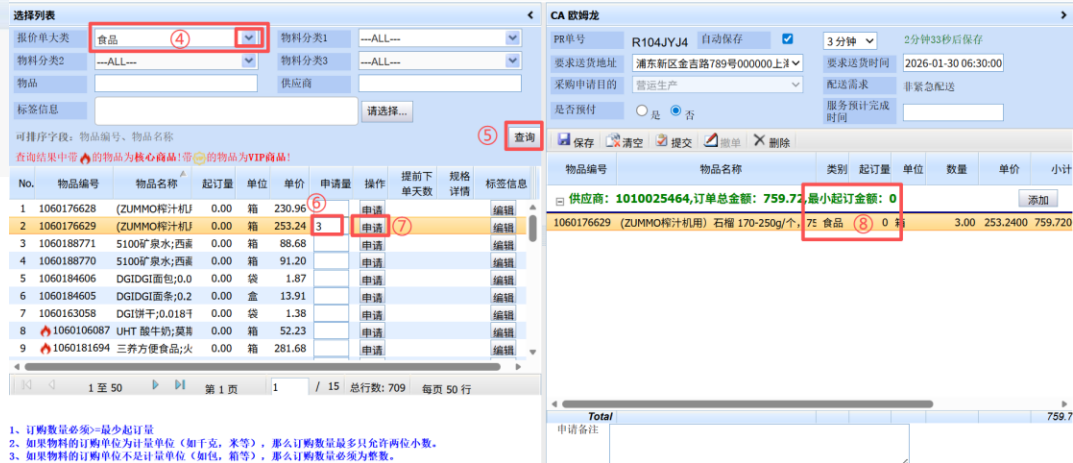 选择列表
报价单大类 食品 ④ 物料分类1 ---ALL---
物料分类2 ---ALL--- 物料分类3 ---ALL---
物品 供应商
标签信息 请选择...
可排序字段: 物品编号、物品名称 ⑤ 查询
查询结果中带的物品为核心商品!带的物品为VIP商品!
No. 物品编号 物品名称 起订量 单位 单价 申请量 操作 提前下单天数 规格详情 标签信息
1 1060176628 (ZUMMO榨汁机 0.00 箱 230.96 ⑥ 申请 编辑
2 1060176629 (ZUMMO榨汁机 0.00 箱 253.24 3 申请 ⑦ 编辑
3 1060188771 5100矿泉水;西藏 0.00 箱 88.68 申请 编辑
4 1060188770 5100矿泉水;西藏 0.00 箱 91.20 申请 编辑
5 1060184606 DGIDGI面包;0.0 0.00 袋 1.87 申请 编辑
6 1060184605 DGIDGI面条;0.2 0.00 盒 13.91 申请 编辑
7 1060163058 DGI饼干;0.018千 0.00 袋 1.38 申请 编辑
8 1060106087 UHT 酸牛奶;莫斯 0.00 箱 52.23 申请 编辑
9 1060181694 三养方便食品;火 0.00 箱 281.68 申请 编辑
1 至 50 第 1 页 1 / 15 总行数: 709 每页 50 行
1、订购数量必须>=最少起订量
2、如果物料的订购单位为计量单位（如千克，米等），那么订购数量最多只允许两位小数。
3、如果物料的订购单位不是计量单位（如包，箱等），那么订购数量必须为整数。
CA 欧姆龙
PR单号 R104JYJ4 自动保存 3 分钟 2分钟33秒后保存
要求送货地址 浦东新区金吉路789号000000上海 要求送货时间 2026-01-30 06:30:00
采购申请目的 营运生产 配送需求 非紧急配送
是否预付 是 否 服务预计完成时间
保存 清空 提交 撤单 删除
物品编号 物品名称 类别 起订量 单位 数量 单价 小计
供应商: 1010025464,订单总金额: 759.72,最小起订金额: 0 添加
1060176629 (ZUMMO榨汁机用）石榴 170-250g/个, 75 食品 ⑧ 0 箱 3.00 253.2400 759.720
Total 759.7
申请备注